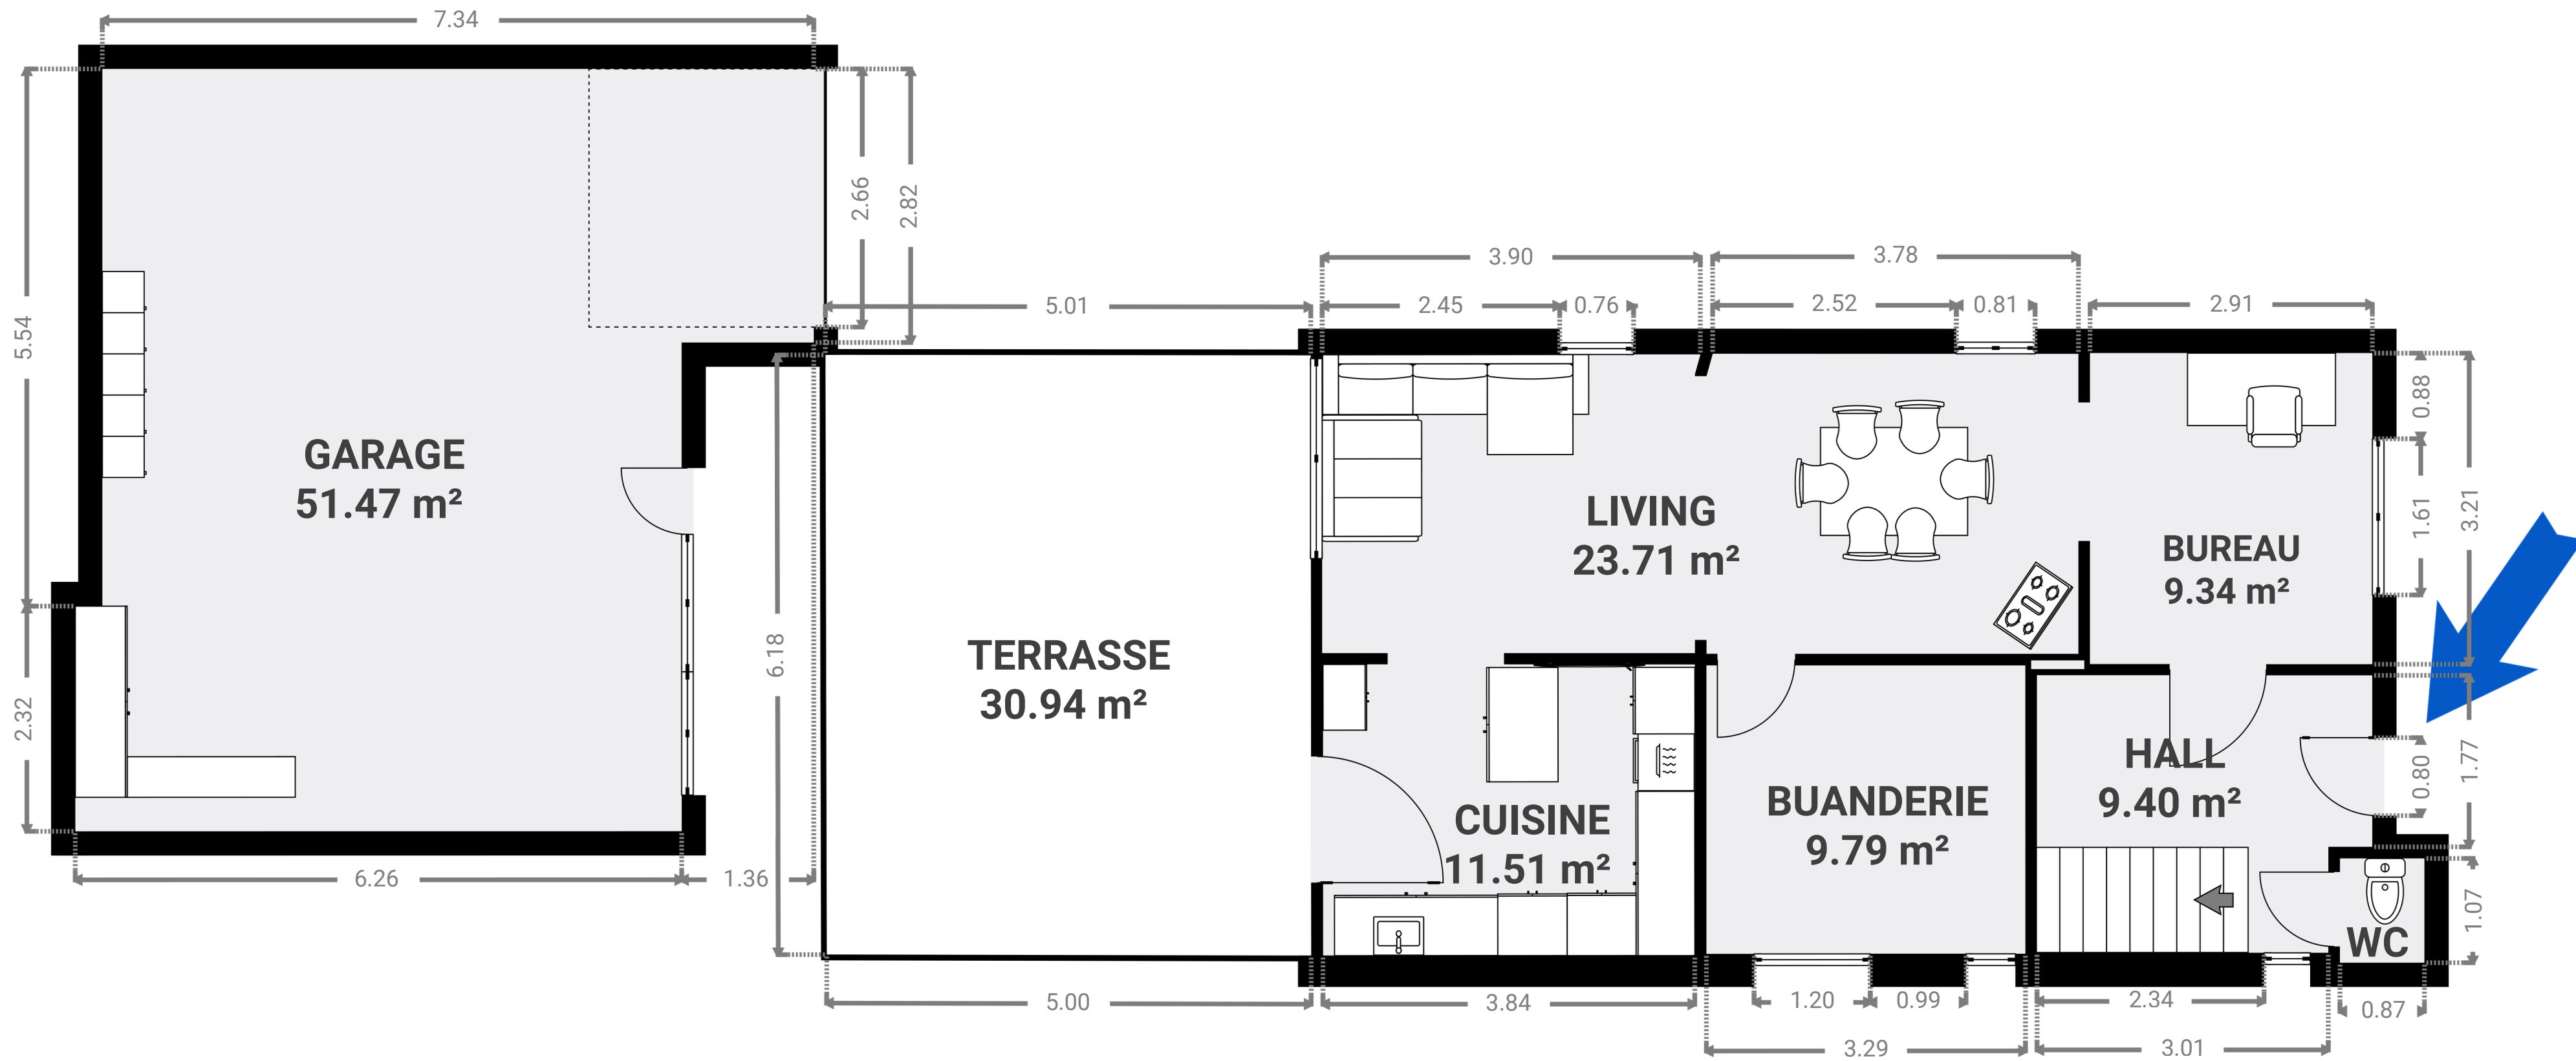 7.34
2.66
2.82
5.54
3.90
3.78
5.01
2.45
0.76
2.52
0.81
2.91
0.88
GARAGE
51.47 m²
LIVING
23.71 m²
1.61
3.21
BUREAU
9.34 m²
TERRASSE
30.94 m²
6.18
2.32
HALL
9.40 m²
0.80
1.77
CUISINE
11.51 m²
BUANDERIE
9.79 m²
6.26
1.36
1.07
WC
5.00
3.84
1.20
0.99
2.34
0.87
3.29
3.01